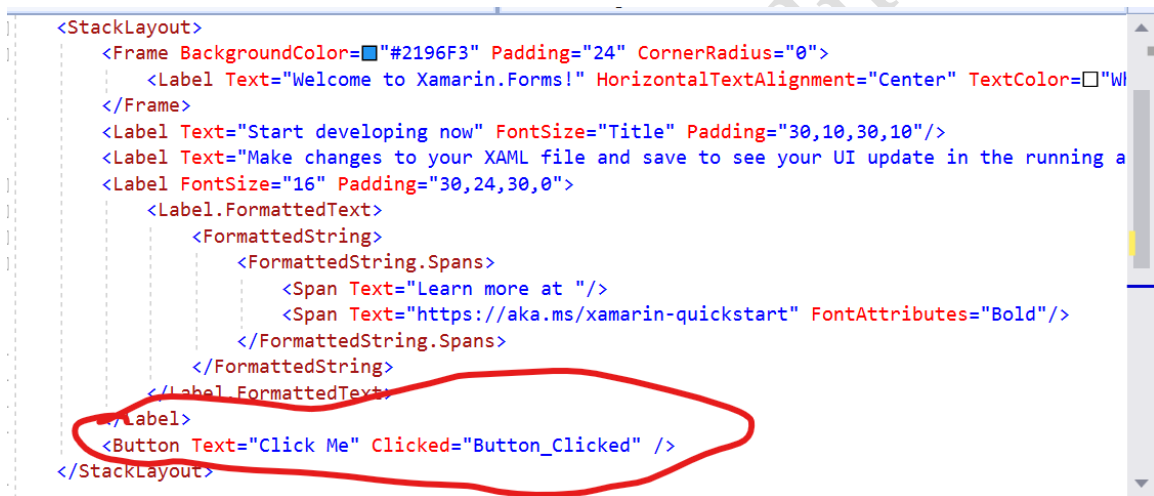 <StackLayout>
<Frame BackgroundColor="#2196F3" Padding="24" CornerRadius="0">
<Label Text="Welcome to Xamarin.Forms!" HorizontalTextAlignment="Center" TextColor="Wh
</Frame>
<Label Text="Start developing now" FontSize="Title" Padding="30,10,30,10"/>
<Label Text="Make changes to your XAML file and save to see your UI update in the running a
<Label FontSize="16" Padding="30,24,30,0">
<Label.FormattedText>
<FormattedString>
<FormattedString.Spans>
<Span Text="Learn more at "/>
<Span Text="https://aka.ms/xamarin-quickstart" FontAttributes="Bold"/>
</FormattedString.Spans>
</FormattedString>
</Label.FormattedText>
</Label>
<Button Text="Click Me" Clicked="Button_Clicked" />
</StackLayout>